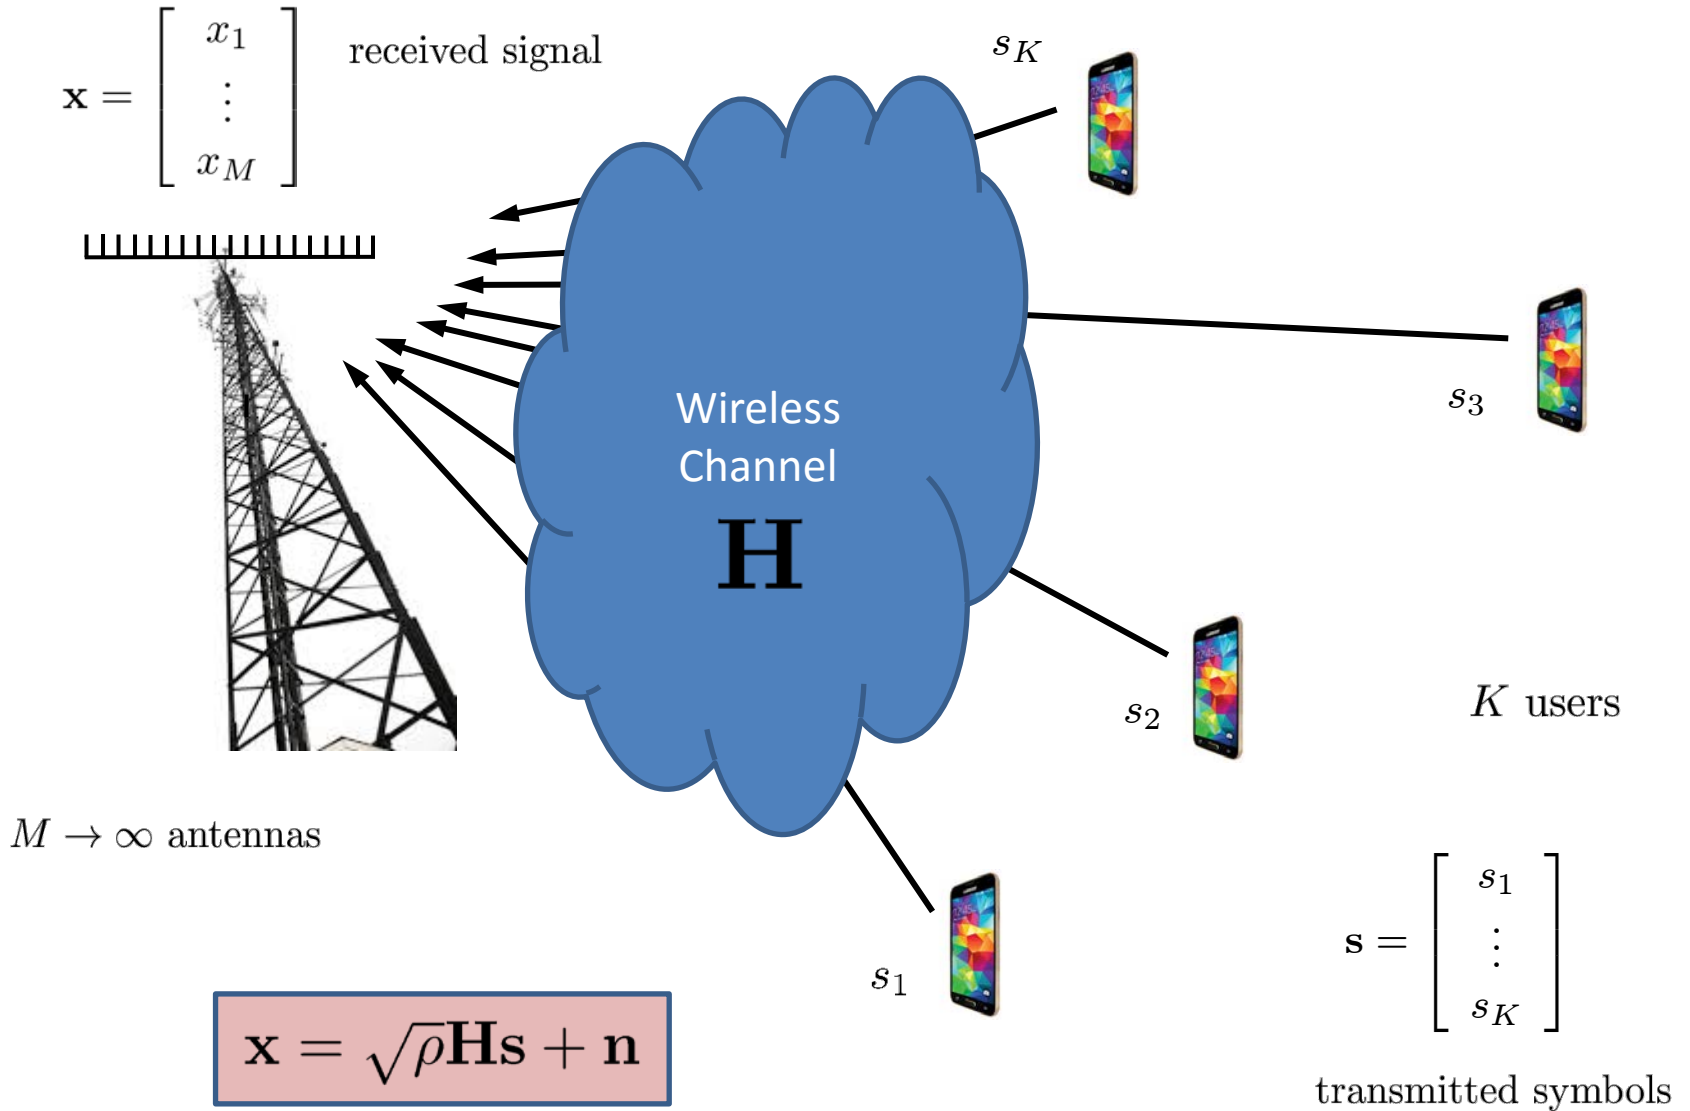 x = [ x_1 ⋮ x_M ]
received signal
s_K
s_3
Wireless
Channel
H
s_2
K users
M → ∞ antennas
s_1
s = [ s_1 ⋮ s_K ]
x = √ρHs + n
transmitted symbols